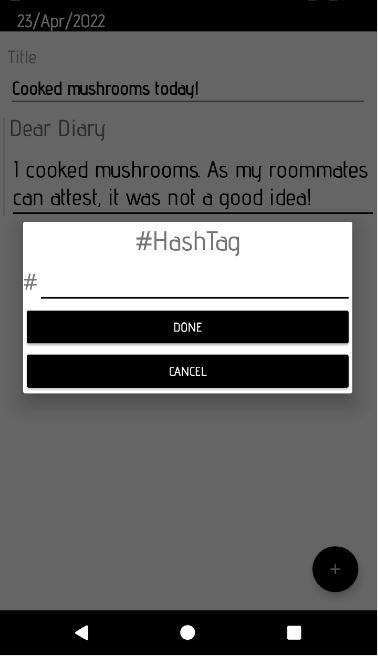 23/Apr/2022
Title
Cooked mushrooms today!
Dear Diary
I cooked mushrooms. As my roommates
can attest, it was not a good idea!
#HashTag
#
DONE
CANCEL
+